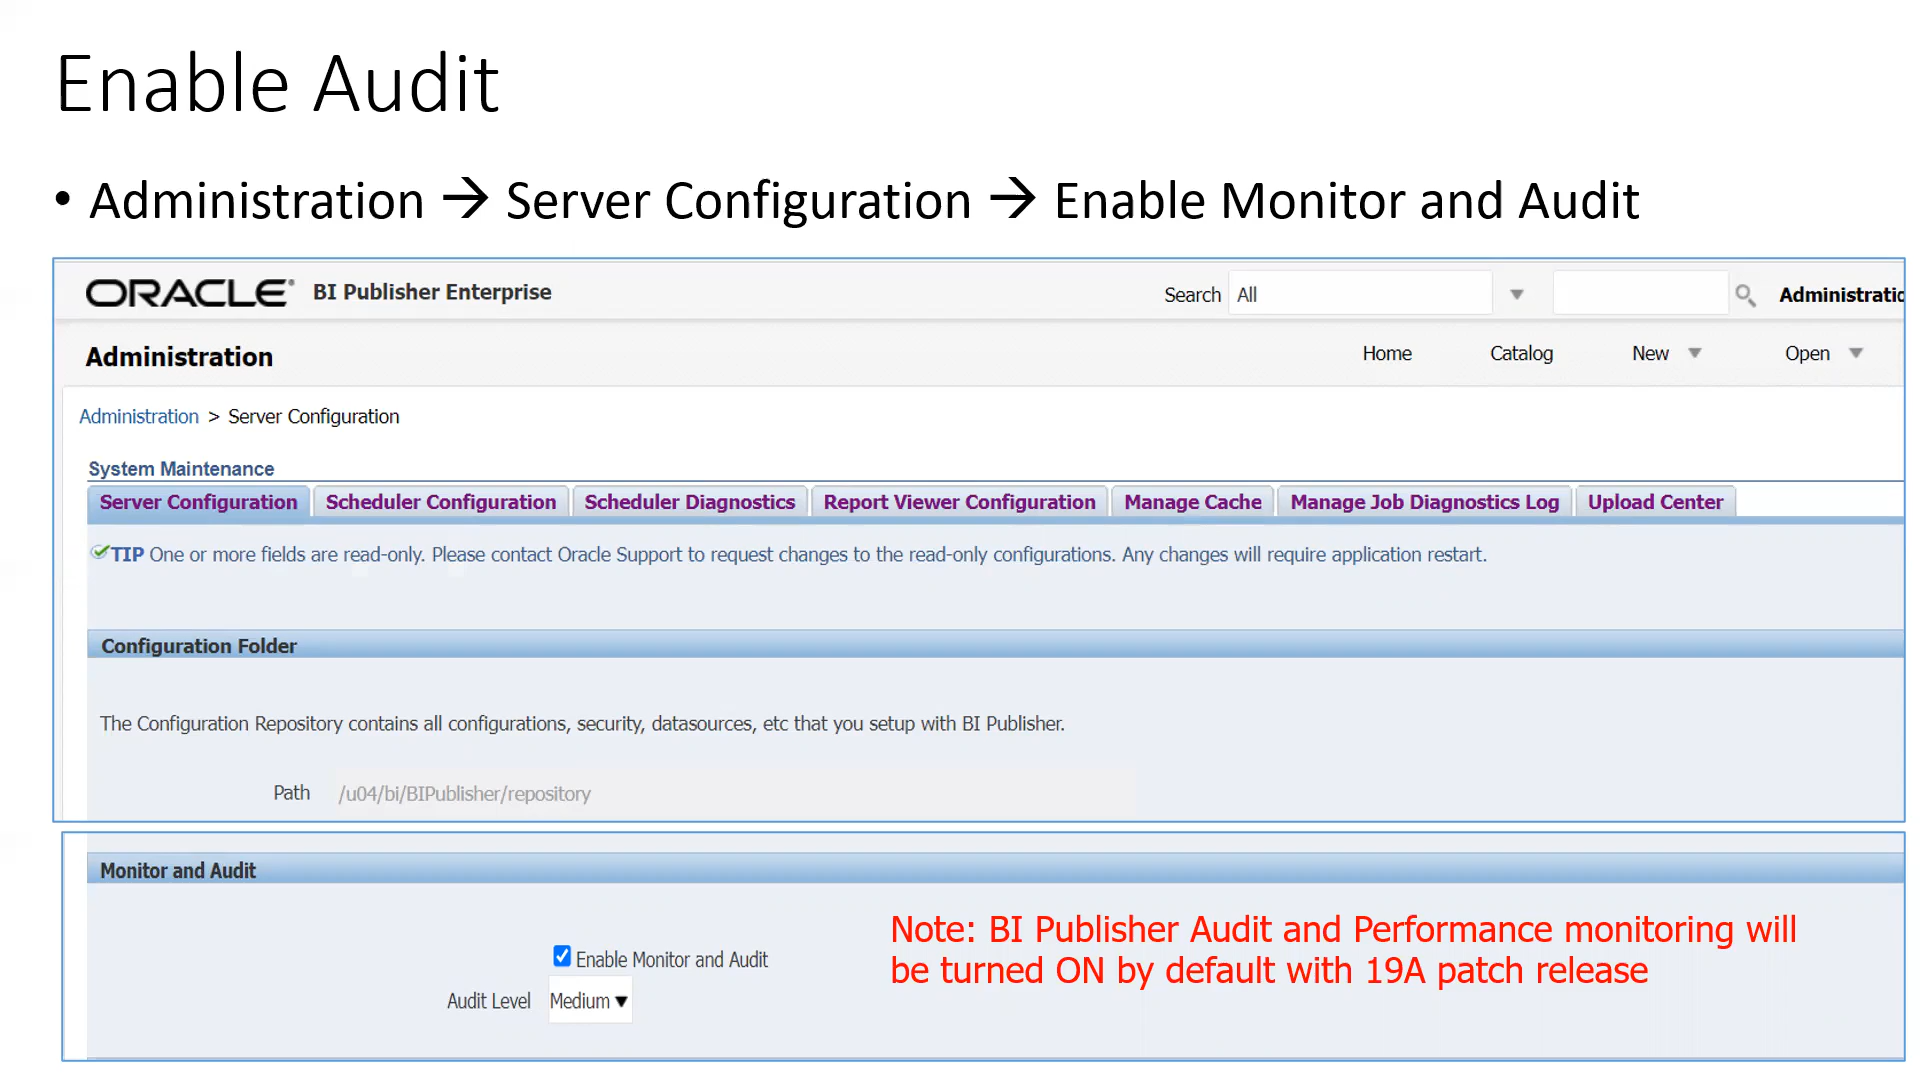 Enable Audit
• Administration → Server Configuration → Enable Monitor and Audit
ORACLE® BI Publisher Enterprise Search All Administratio
Administration Home Catalog New ▼ Open ▼
Administration > Server Configuration
System Maintenance
Server Configuration Scheduler Configuration Scheduler Diagnostics Report Viewer Configuration Manage Cache Manage Job Diagnostics Log Upload Center
TIP One or more fields are read-only. Please contact Oracle Support to request changes to the read-only configurations. Any changes will require application restart.
Configuration Folder
The Configuration Repository contains all configurations, security, datasources, etc that you setup with BI Publisher.
Path /u04/bi/BIPublisher/repository
Monitor and Audit
Enable Monitor and Audit
Audit Level Medium ▼
Note: BI Publisher Audit and Performance monitoring will
be turned ON by default with 19A patch release